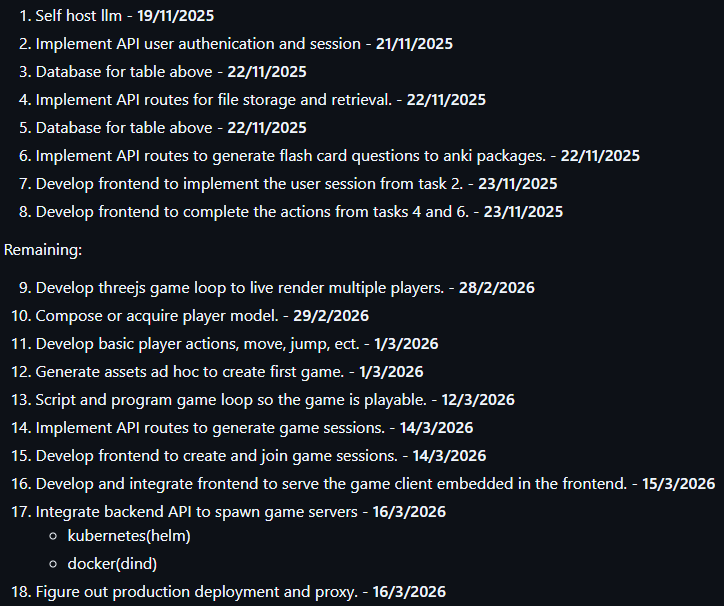 1. Self host llm - 19/11/2025
2. Implement API user authenication and session - 21/11/2025
3. Database for table above - 22/11/2025
4. Implement API routes for file storage and retrieval. - 22/11/2025
5. Database for table above - 22/11/2025
6. Implement API routes to generate flash card questions to anki packages. - 22/11/2025
7. Develop frontend to implement the user session from task 2. - 23/11/2025
8. Develop frontend to complete the actions from tasks 4 and 6. - 23/11/2025
Remaining:
9. Develop threejs game loop to live render multiple players. - 28/2/2026
10. Compose or acquire player model. - 29/2/2026
11. Develop basic player actions, move, jump, ect. - 1/3/2026
12. Generate assets ad hoc to create first game. - 1/3/2026
13. Script and program game loop so the game is playable. - 12/3/2026
14. Implement API routes to generate game sessions. - 14/3/2026
15. Develop frontend to create and join game sessions. - 14/3/2026
16. Develop and integrate frontend to serve the game client embedded in the frontend. - 15/3/2026
17. Integrate backend API to spawn game servers - 16/3/2026
○ kubernetes(helm)
○ docker(dind)
18. Figure out production deployment and proxy. - 16/3/2026